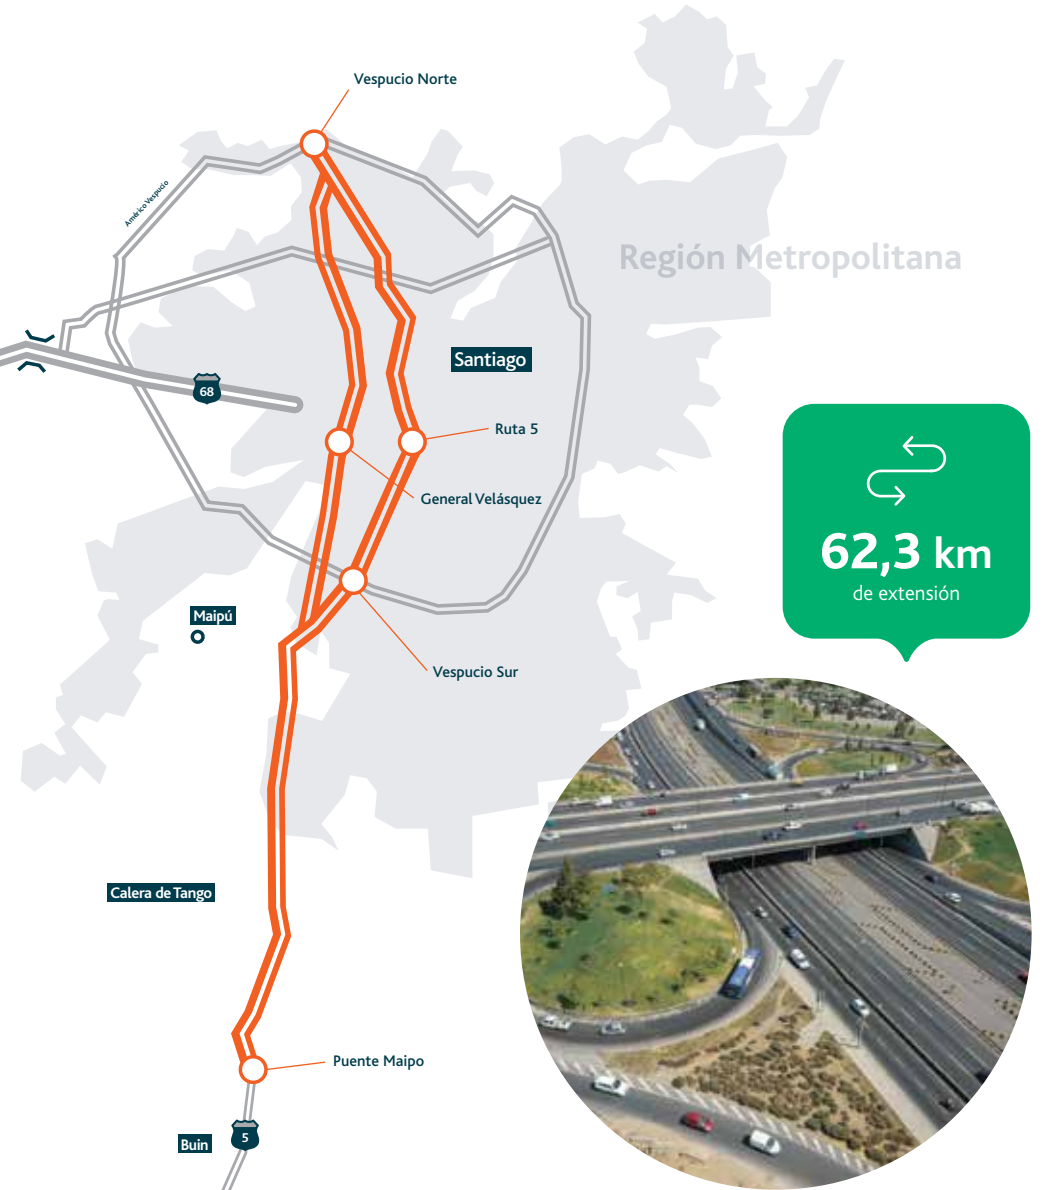 Vespucio Norte
Américo Vespucio
Región Metropolitana
Santiago
68
Ruta 5
General Velásquez
62,3 km
de extensión
Maipú
Vespucio Sur
Calera de Tango
Puente Maipo
Buin
5